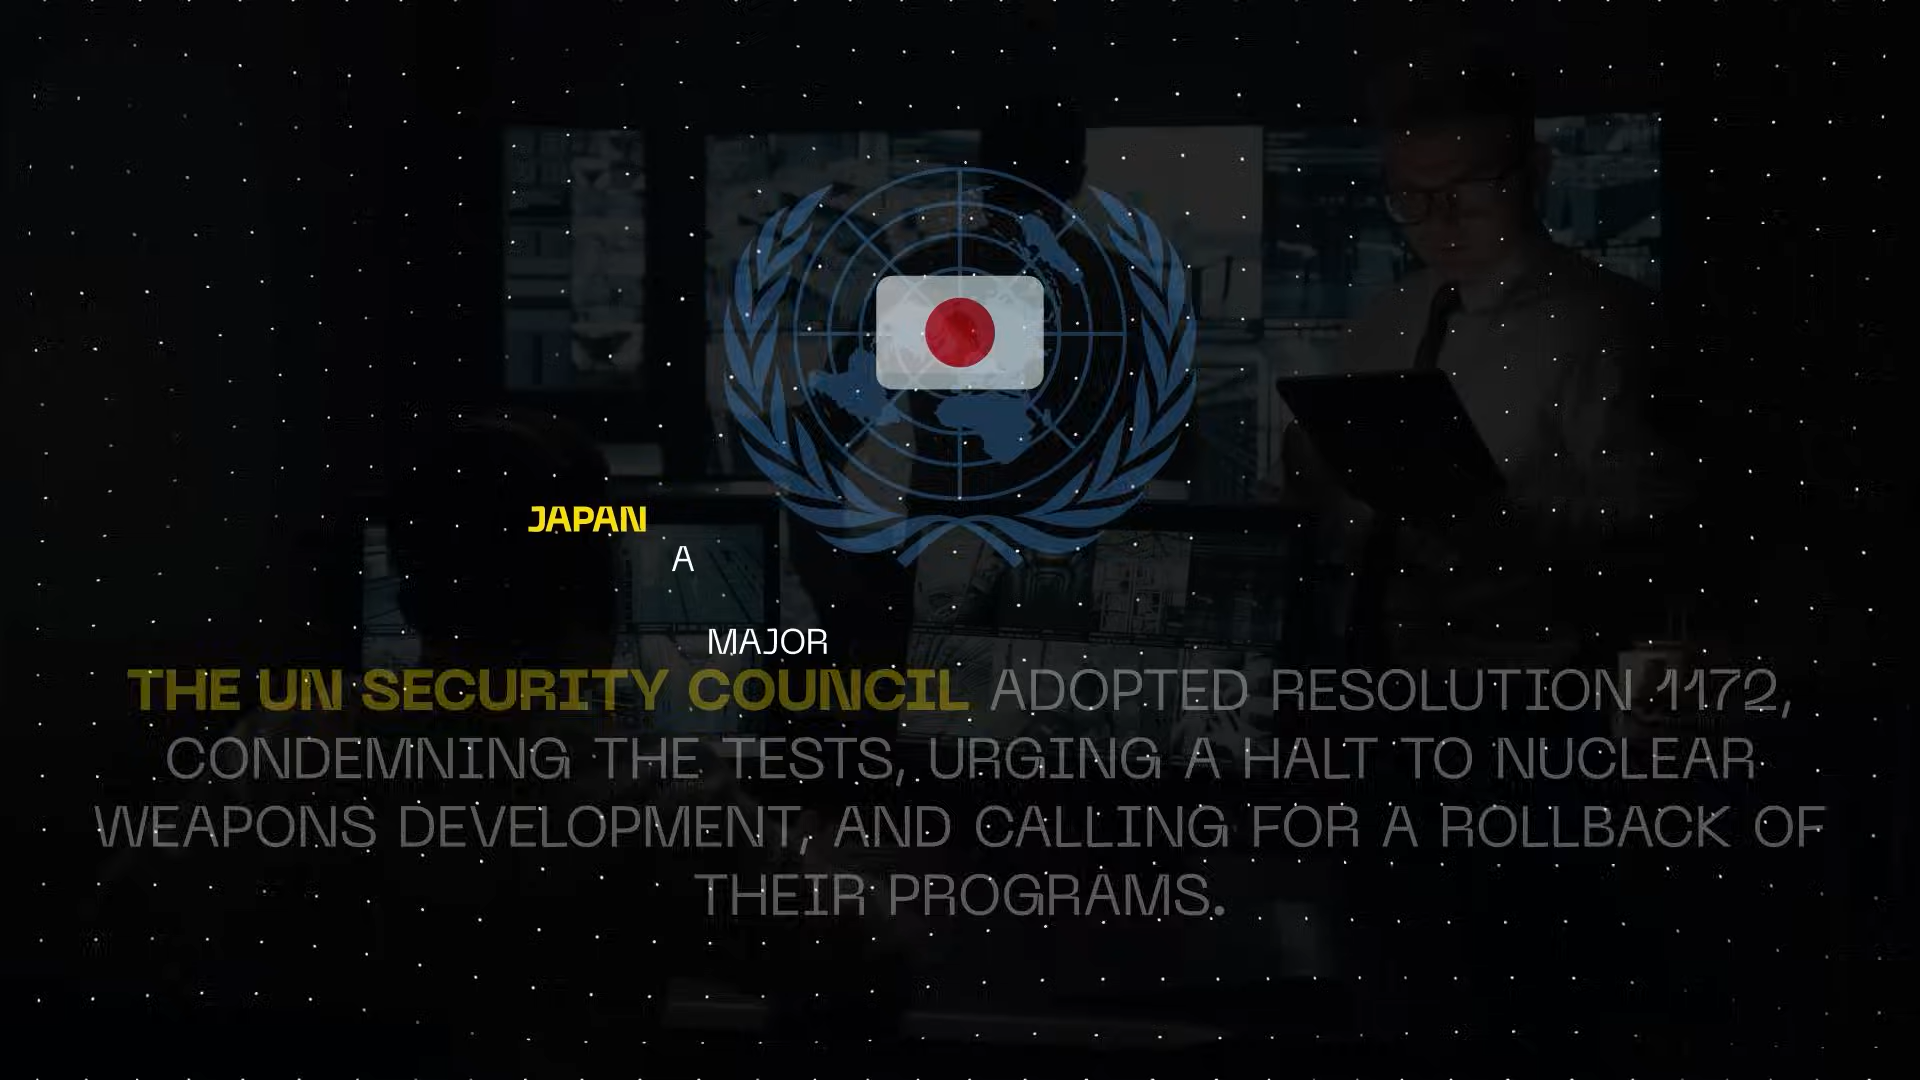 JAPAN
A
MAJOR
THE UN SECURITY COUNCIL ADOPTED RESOLUTION 1172,
CONDEMNING THE TESTS, URGING A HALT TO NUCLEAR
WEAPONS DEVELOPMENT, AND CALLING FOR A ROLLBACK OF
THEIR PROGRAMS.